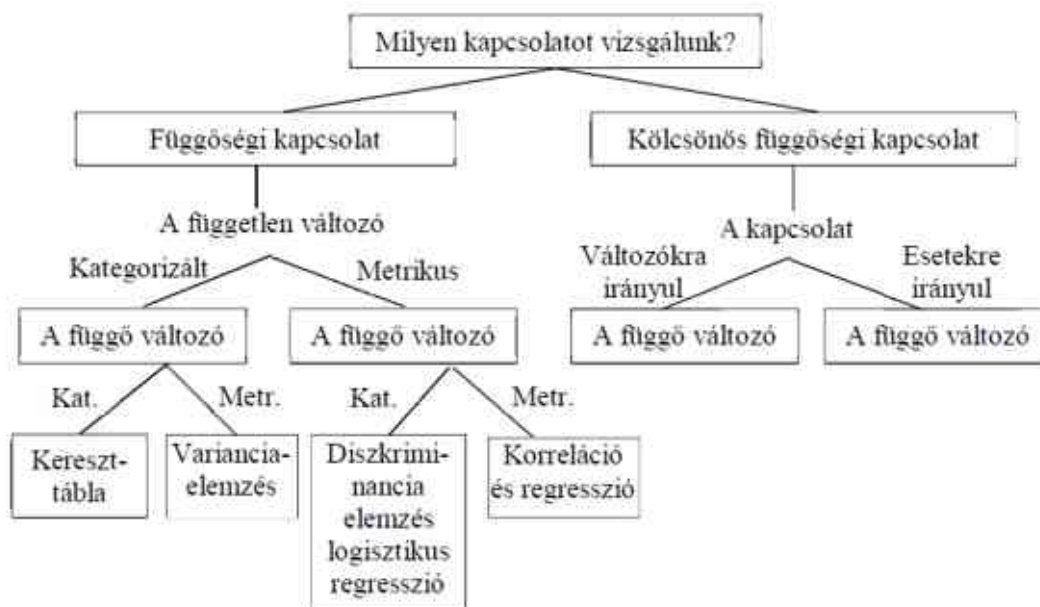 Milyen kapcsolatot vizsgálunk?
Függőségi kapcsolat
Kölcsönös függőségi kapcsolat
A független változó
A kapcsolat
Kategorizált
Metrikus
Változókra
irányul
Esetekre
irányul
A függő változó
A függő változó
A függő változó
A függő változó
Kat.
Metr.
Kat.
Metr.
Kereszt-
tábla
Variancia-
elemzés
Diszkrimi-
nancia
elemzés
logisztikus
regresszió
Korreláció
és regresszió